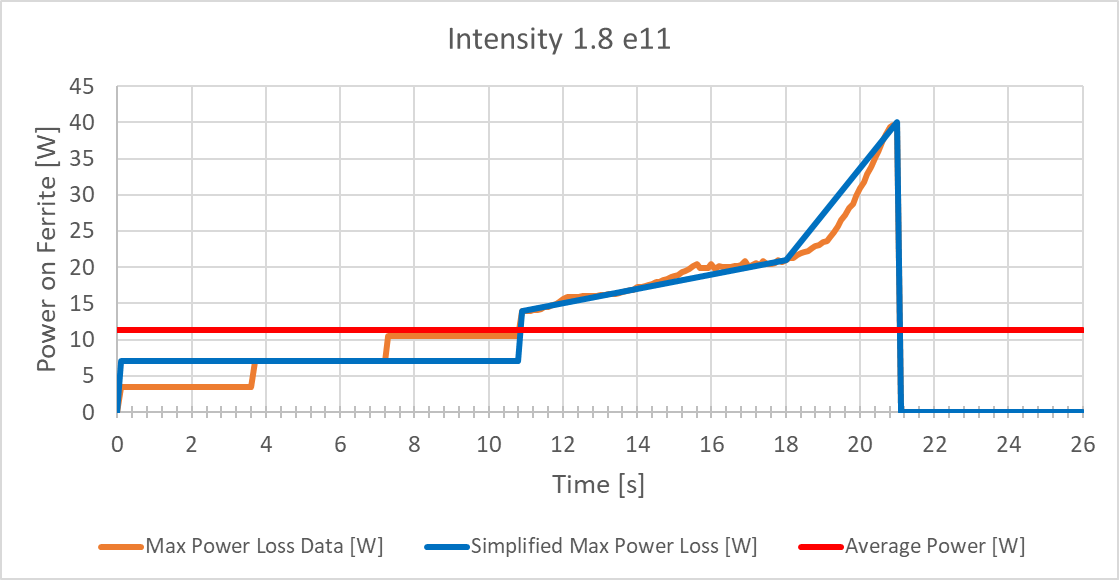 Intensity 1.8 e11
Power on Ferrite [W]
45
40
35
30
25
20
15
10
5
0
0 2 4 6 8 10 12 14 16 18 20 22 24 26
Time [s]
Max Power Loss Data [W] Simplified Max Power Loss [W] Average Power [W]